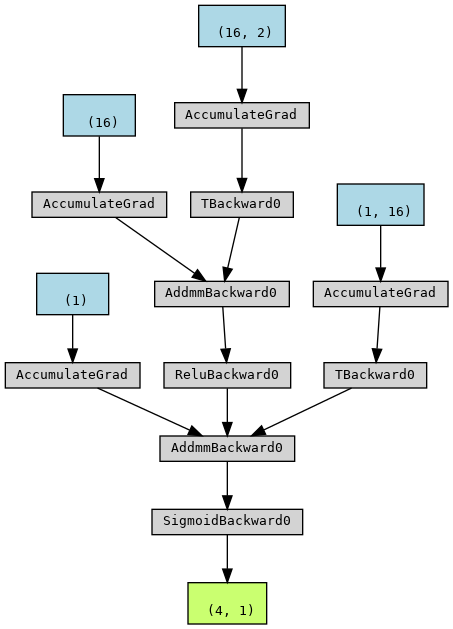 (16, 2)
(16)
AccumulateGrad
AccumulateGrad
TBackward0
(1, 16)
(1)
AddmmBackward0
AccumulateGrad
AccumulateGrad
ReluBackward0
TBackward0
AddmmBackward0
SigmoidBackward0
(4, 1)